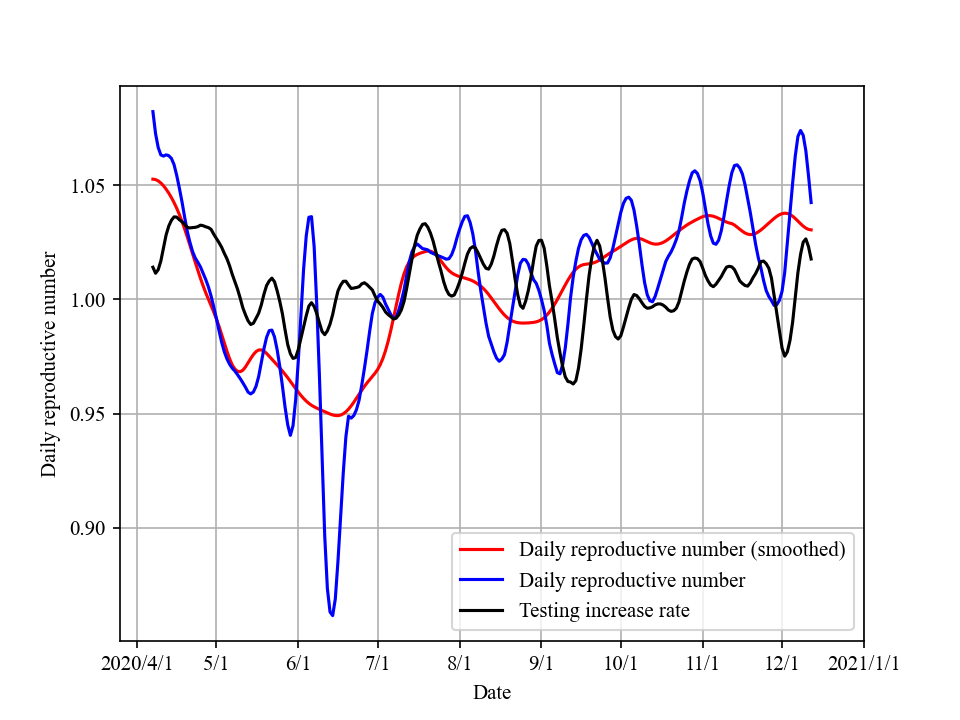 Daily reproductive number
1.05
1.00
0.95
0.90
Daily reproductive number (smoothed)
Daily reproductive number
Testing increase rate
2020/4/1 5/1 6/1 7/1 8/1 9/1 10/1 11/1 12/1 2021/1/1
Date